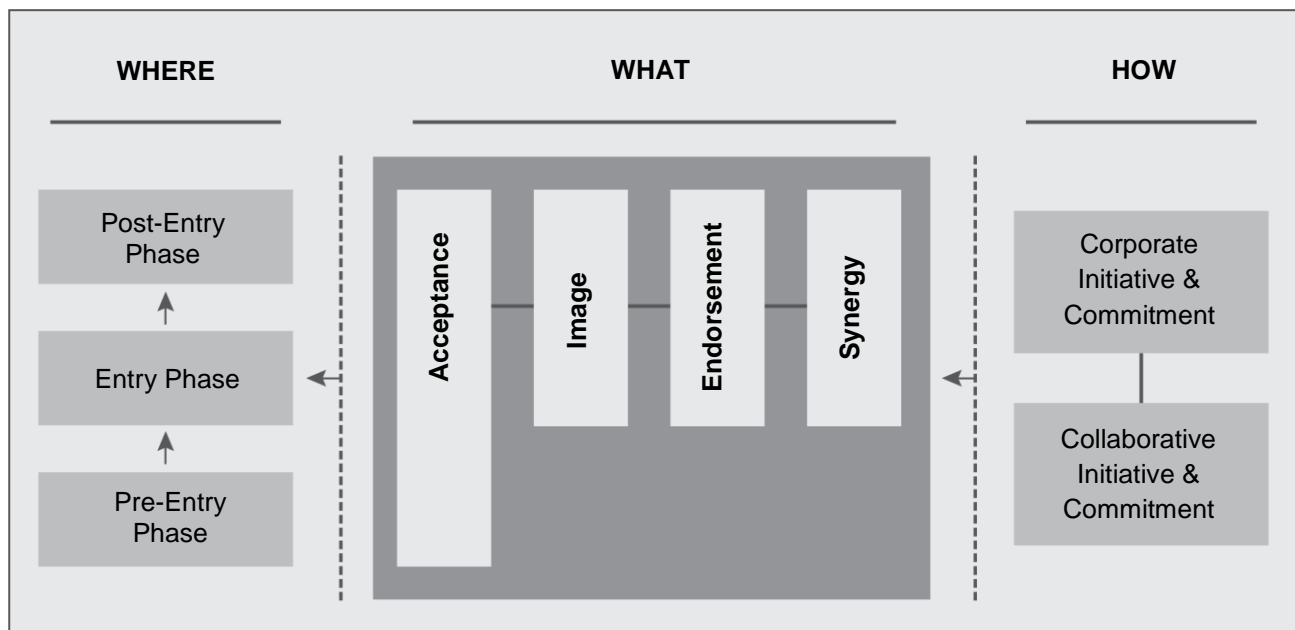 WHERE
WHAT
HOW
Post-Entry
Phase
Entry Phase
Pre-Entry
Phase
Acceptance
Image
Endorsement
Synergy
Corporate
Initiative &
Commitment
Collaborative
Initiative &
Commitment